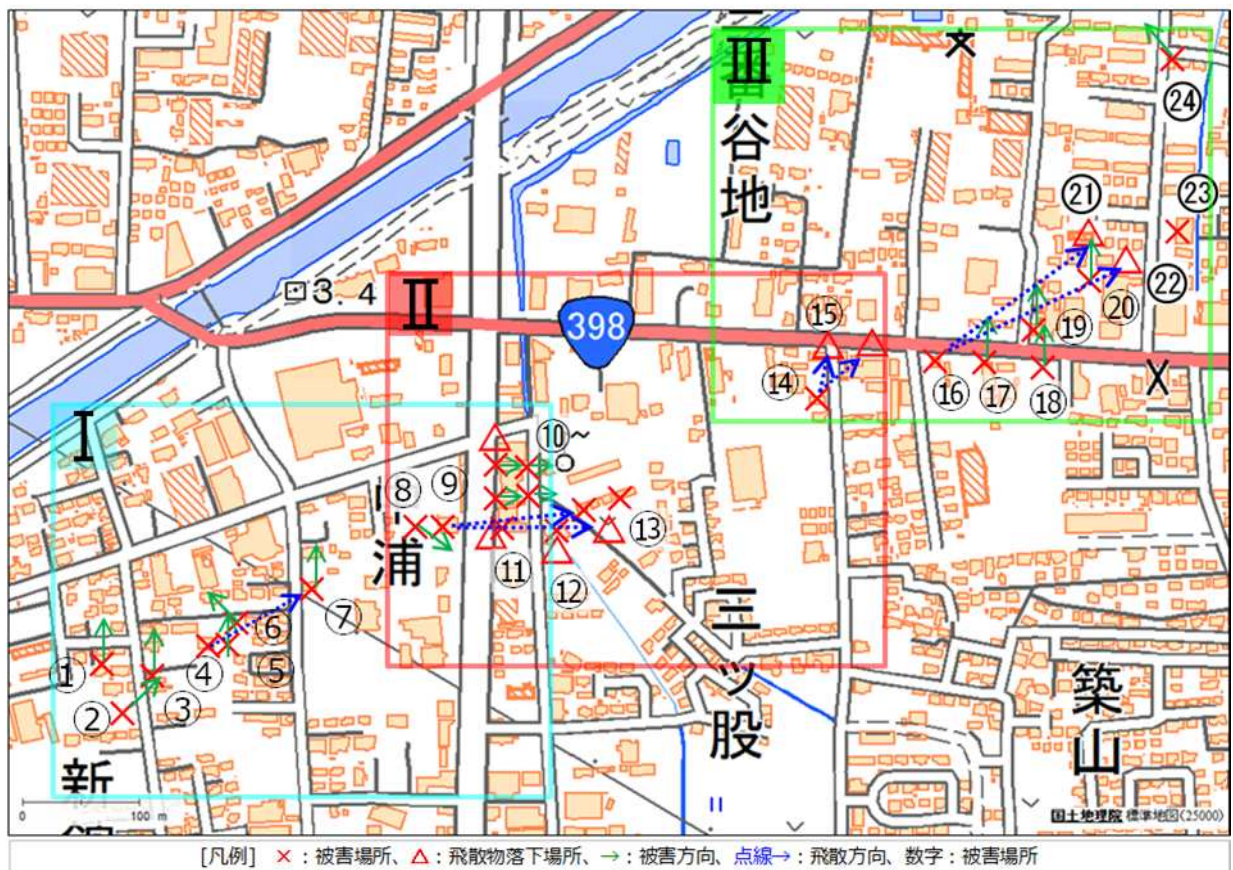 Ⅲ
谷
地
24
23
21
22
20
19
18
17
16
15
14
3.4
Ⅱ
398
Ⅰ
⑩~
⑧
⑨
浦
⑪
⑫
⑬
⑦
⑥
⑤
④
③
②
①
三
ツ
股
築
山
新
0 100 m
国土地理院 標準地図(25000)
[凡例] ×:被害場所、△:飛散物落下場所、→:被害方向、点線→:飛散方向、数字:被害場所